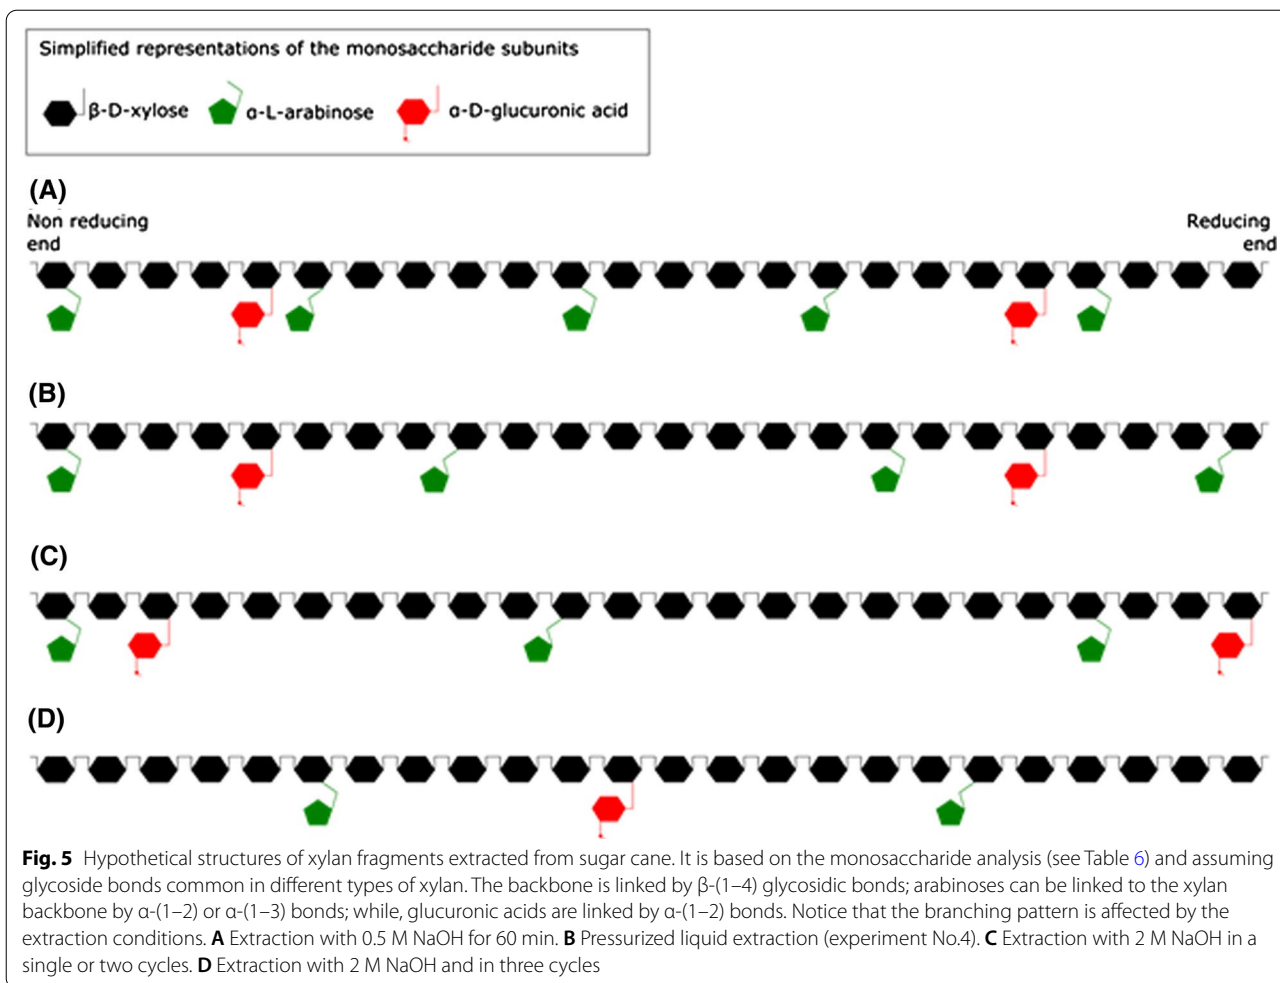 Simplified representations of the monosaccharide subunits
β-D-xylose α-L-arabinose α-D-glucuronic acid
(A)
Non reducing
end
Reducing
end
(B)
(C)
(D)
Fig. 5 Hypothetical structures of xylan fragments extracted from sugar cane. It is based on the monosaccharide analysis (see Table 6) and assuming
glycoside bonds common in different types of xylan. The backbone is linked by β-(1–4) glycosidic bonds; arabinoses can be linked to the xylan
backbone by α-(1–2) or α-(1–3) bonds; while, glucuronic acids are linked by α-(1–2) bonds. Notice that the branching pattern is affected by the
extraction conditions. A Extraction with 0.5 M NaOH for 60 min. B Pressurized liquid extraction (experiment No.4). C Extraction with 2 M NaOH in a
single or two cycles. D Extraction with 2 M NaOH and in three cycles